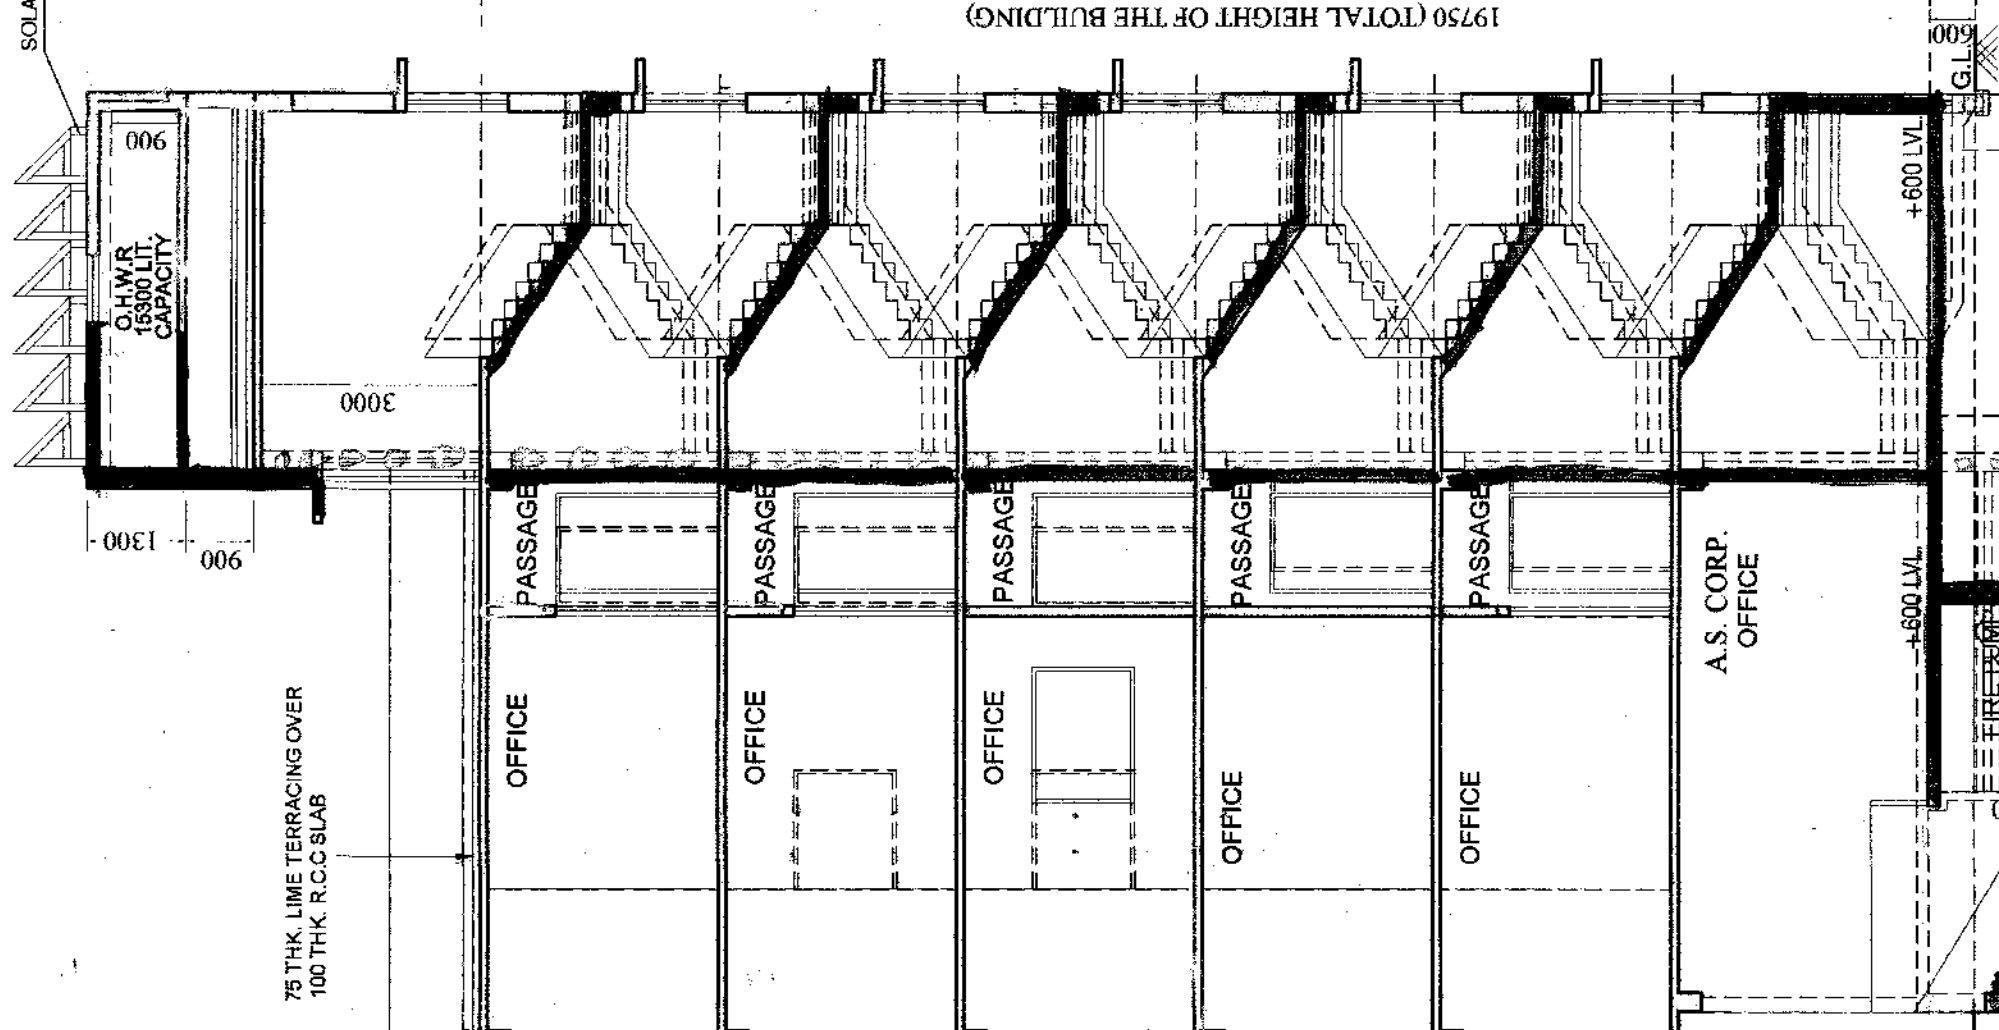 SOLA
19750 (TOTAL HEIGHT OF THE BUILDING)
600
G.L.
900
O.H.W.R
15300 LIT.
CAPACITY
3000
1300
900
+600 LVL.
PASSAGE
PASSAGE
PASSAGE
PASSAGE
PASSAGE
A.S. CORP.
OFFICE
+600 LVL.
OFFICE
OFFICE
OFFICE
OFFICE
OFFICE
75 THK. LIME TERRACING OVER
100 THK. R.C.C SLAB